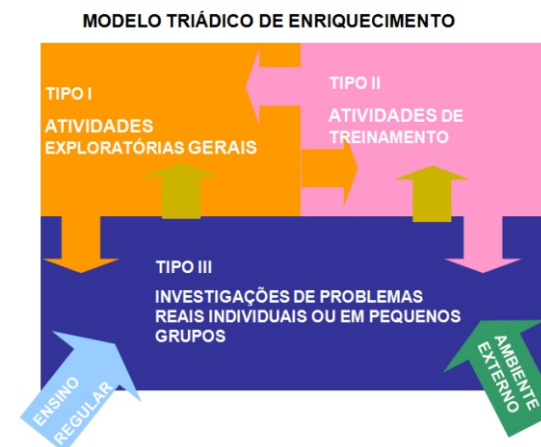 MODELO TRIÁDICO DE ENRIQUECIMENTO
TIPO I
ATIVIDADES
EXPLORATÓRIAS GERAIS
TIPO II
ATIVIDADES DE
TREINAMENTO
TIPO III
INVESTIGAÇÕES DE PROBLEMAS
REAIS INDIVIDUAIS OU EM PEQUENOS
GRUPOS
ENSINO
REGULAR
AMBIENTE
EXTERNO